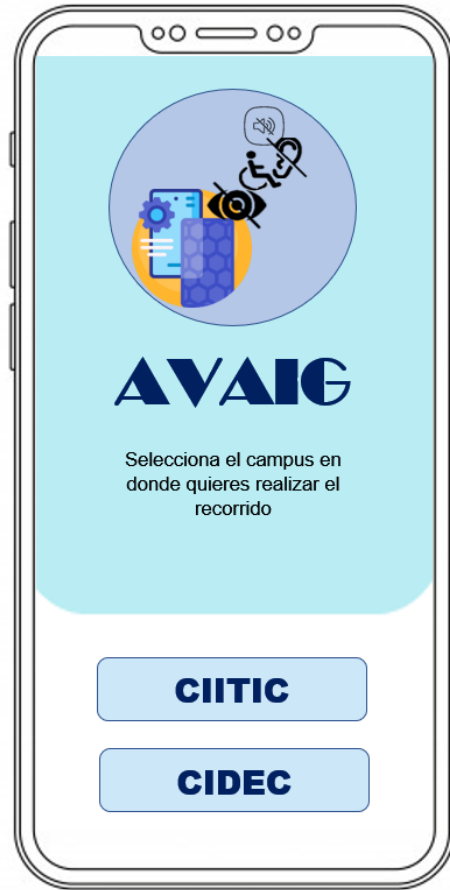 AVAIG
Selecciona el campus en
donde quieres realizar el
recorrido
CIITIC
CIDEC